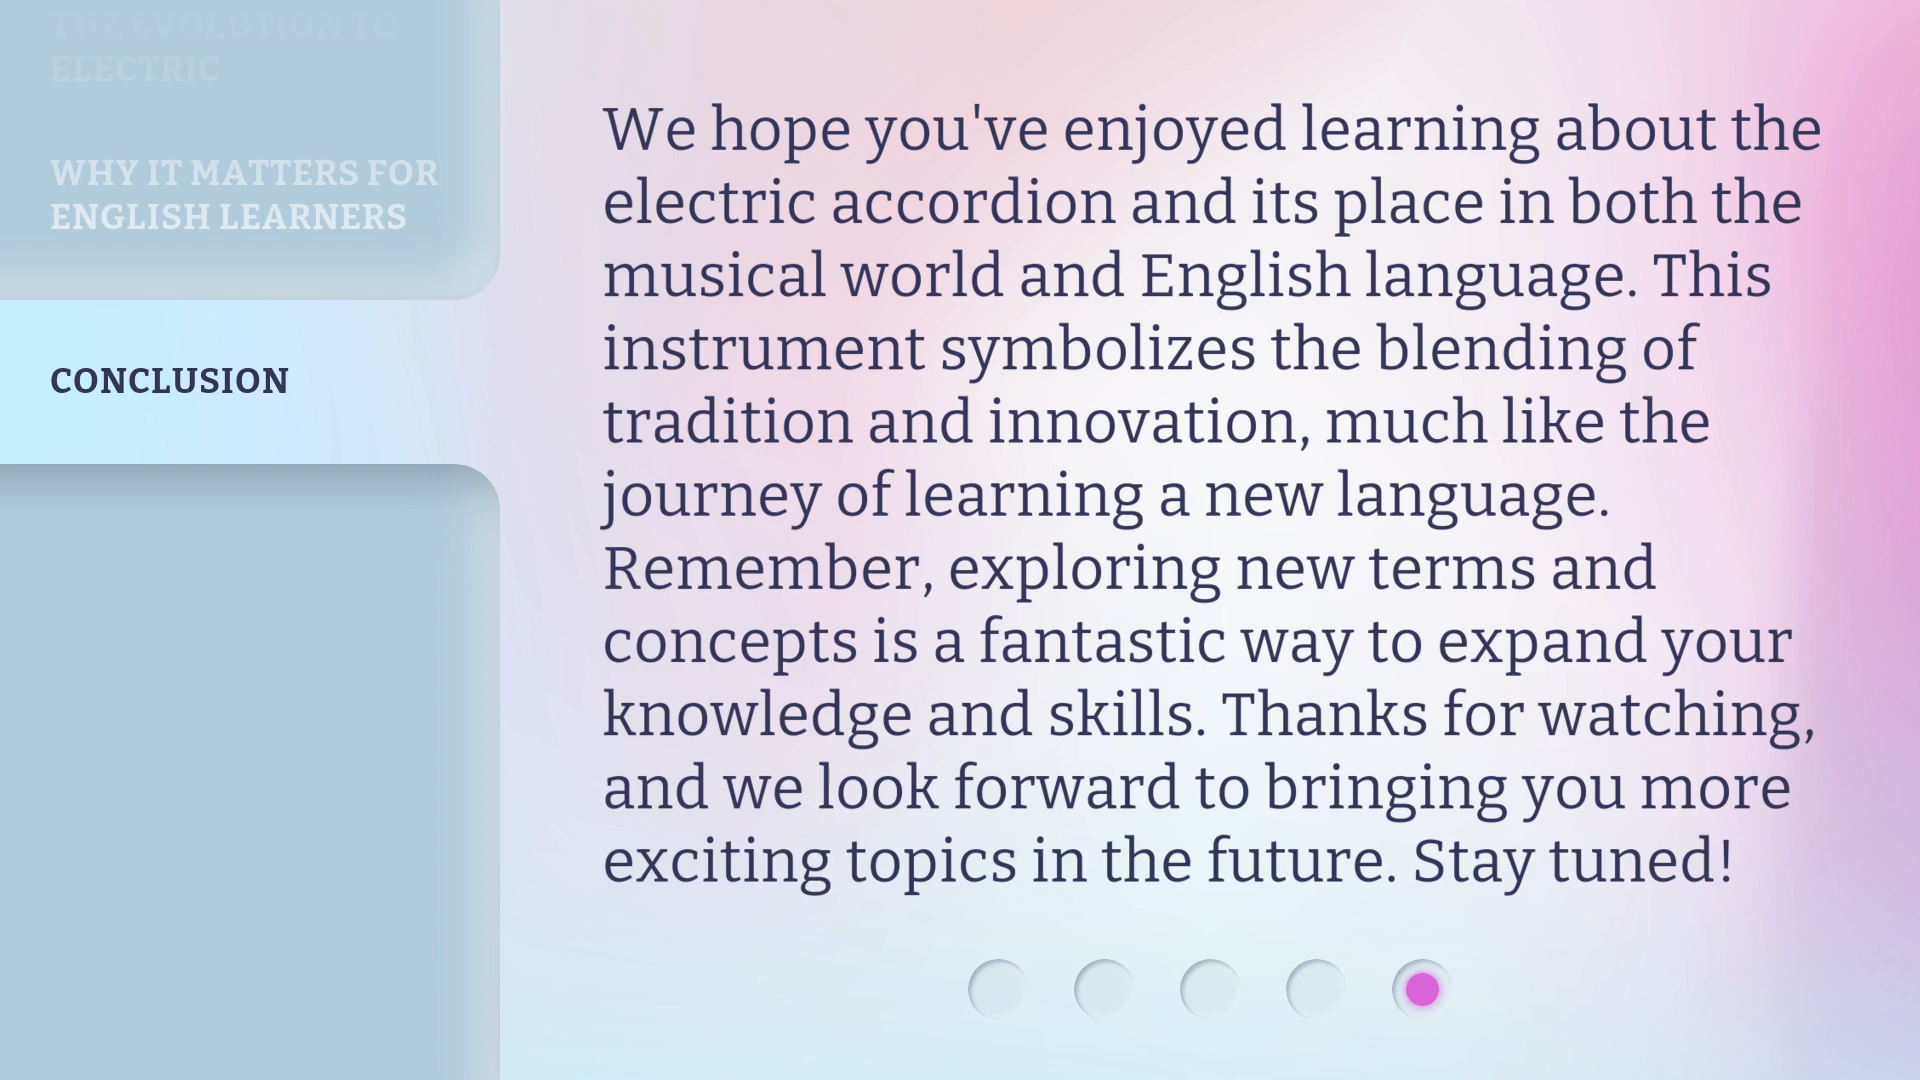 THE EVOLUTION TO
ELECTRIC
WHY IT MATTERS FOR
ENGLISH LEARNERS
CONCLUSION
We hope you've enjoyed learning about the
electric accordion and its place in both the
musical world and English language. This
instrument symbolizes the blending of
tradition and innovation, much like the
journey of learning a new language.
Remember, exploring new terms and
concepts is a fantastic way to expand your
knowledge and skills. Thanks for watching,
and we look forward to bringing you more
exciting topics in the future. Stay tuned!